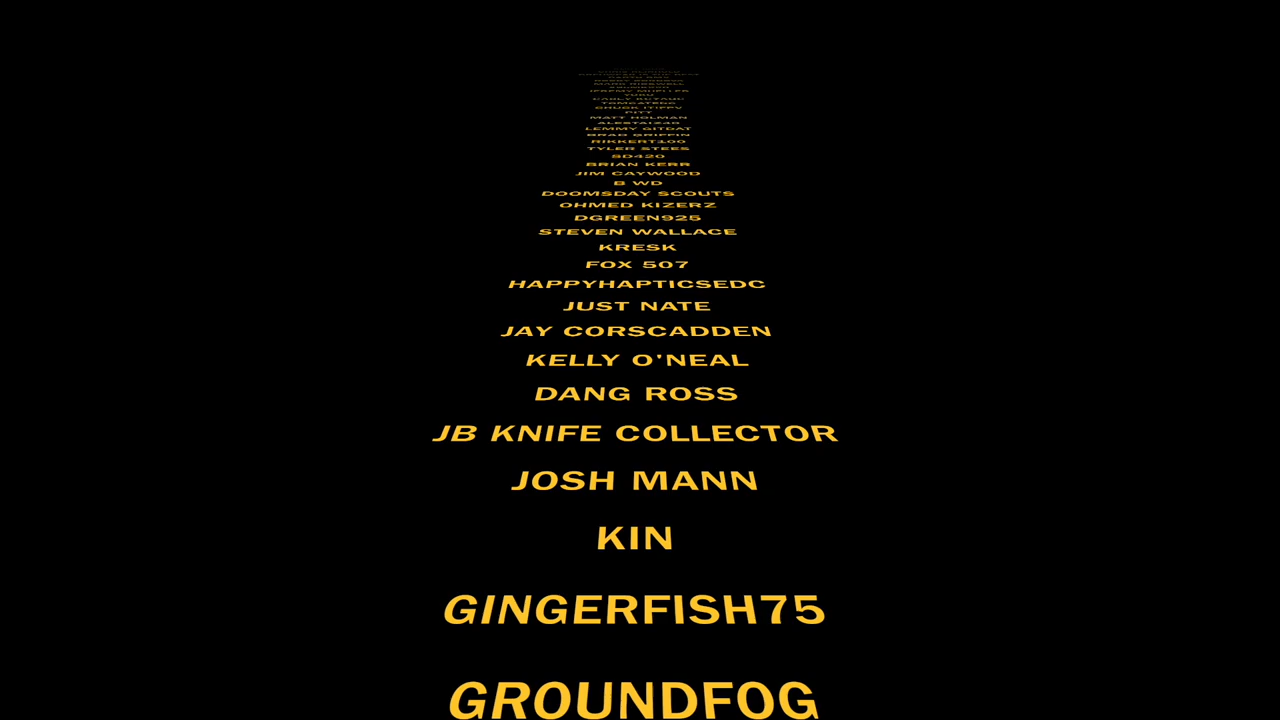 TOMCATENG
PITT
MATT HOLMAN
LEMMY GITDAT
BRAD GRIFFIN
RIKKERT100
TYLER STEES
SD420
BRIAN KERR
JIM CAYWOOD
B WD
DOOMSDAY SCOUTS
OHMED KIZERZ
DGREEN925
STEVEN WALLACE
KRESK
FOX 507
HAPPYHAPTICSEDC
JUST NATE
JAY CORSCADDEN
KELLY O'NEAL
DANG ROSS
JB KNIFE COLLECTOR
JOSH MANN
KIN
GINGERFISH75
GROUNDFOG